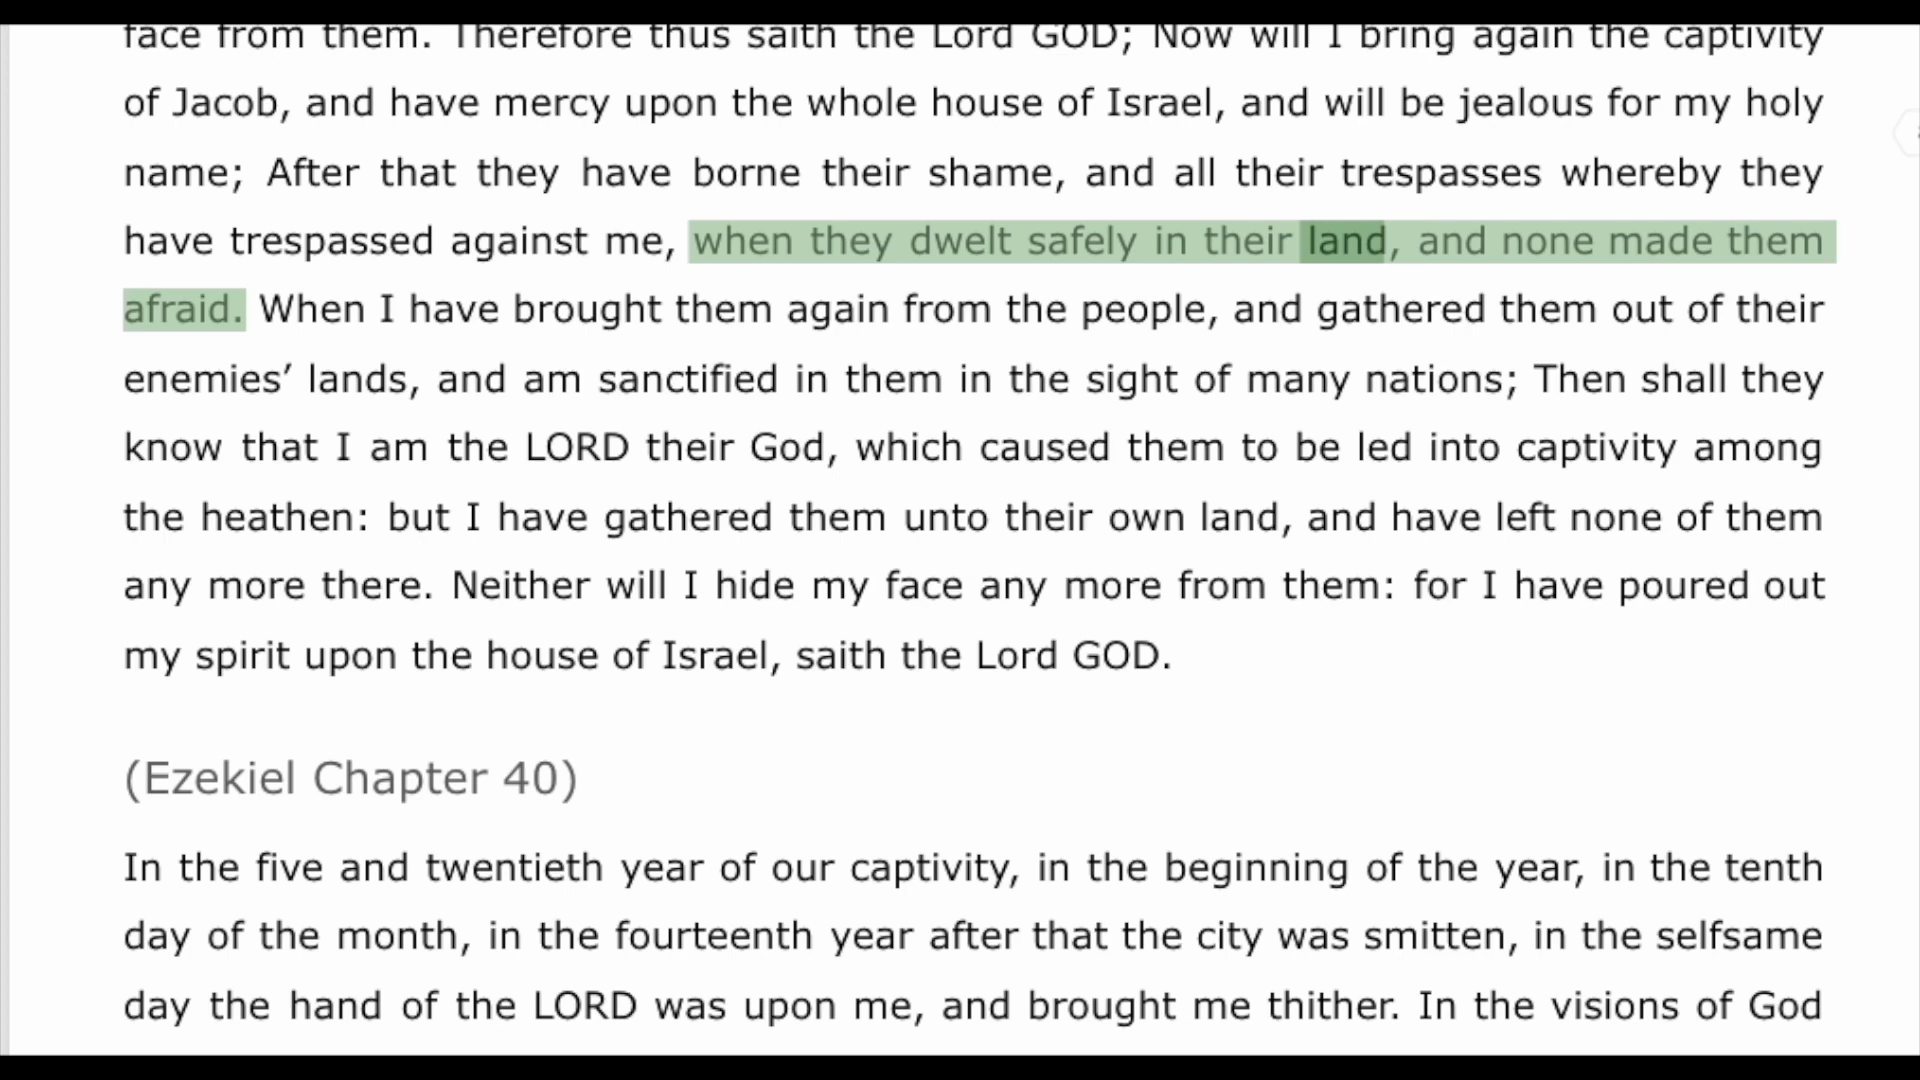 face from them. Therefore thus saith the Lord GOD; Now will I bring again the captivity
of Jacob, and have mercy upon the whole house of Israel, and will be jealous for my holy
name; After that they have borne their shame, and all their trespasses whereby they
have trespassed against me, when they dwelt safely in their land, and none made them
afraid. When I have brought them again from the people, and gathered them out of their
enemies’ lands, and am sanctified in them in the sight of many nations; Then shall they
know that I am the LORD their God, which caused them to be led into captivity among
the heathen: but I have gathered them unto their own land, and have left none of them
any more there. Neither will I hide my face any more from them: for I have poured out
my spirit upon the house of Israel, saith the Lord GOD.
(Ezekiel Chapter 40)
In the five and twentieth year of our captivity, in the beginning of the year, in the tenth
day of the month, in the fourteenth year after that the city was smitten, in the selfsame
day the hand of the LORD was upon me, and brought me thither. In the visions of God